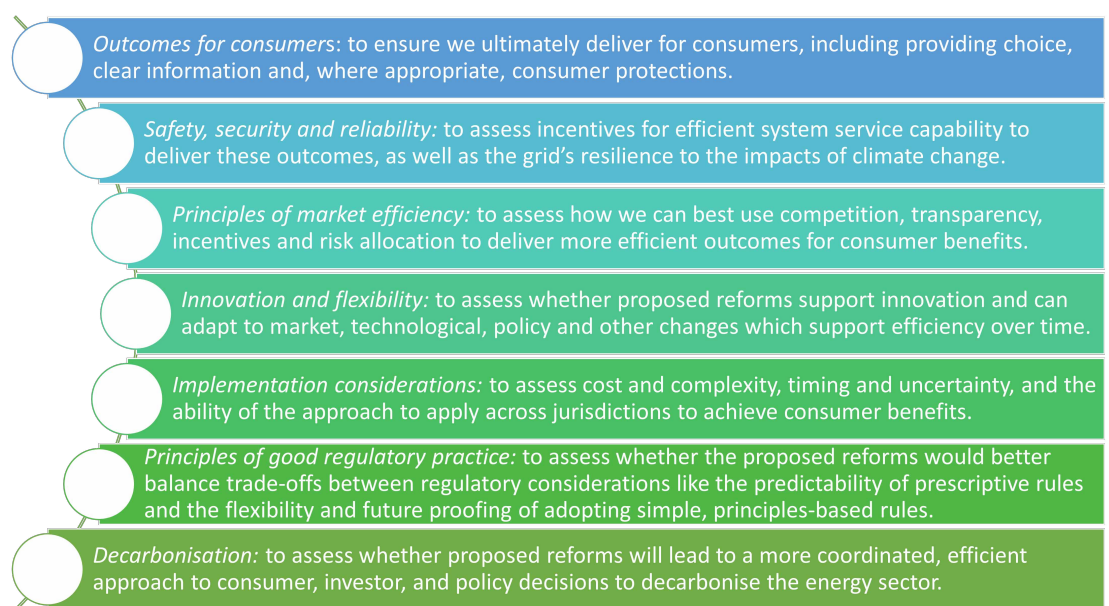 Outcomes for consumers: to ensure we ultimately deliver for consumers, including providing choice,
clear information and, where appropriate, consumer protections.
Safety, security and reliability: to assess incentives for efficient system service capability to
deliver these outcomes, as well as the grid's resilience to the impacts of climate change.
Principles of market efficiency: to assess how we can best use competition, transparency,
incentives and risk allocation to deliver more efficient outcomes for consumer benefits.
Innovation and flexibility: to assess whether proposed reforms support innovation and can
adapt to market, technological, policy and other changes which support efficiency over time.
Implementation considerations: to assess cost and complexity, timing and uncertainty, and the
ability of the approach to apply across jurisdictions to achieve consumer benefits.
Principles of good regulatory practice: to assess whether the proposed reforms would better
balance trade-offs between regulatory considerations like the predictability of prescriptive rules
and the flexibility and future proofing of adopting simple, principles-based rules.
Decarbonisation: to assess whether proposed reforms will lead to a more coordinated, efficient
approach to consumer, investor, and policy decisions to decarbonise the energy sector.